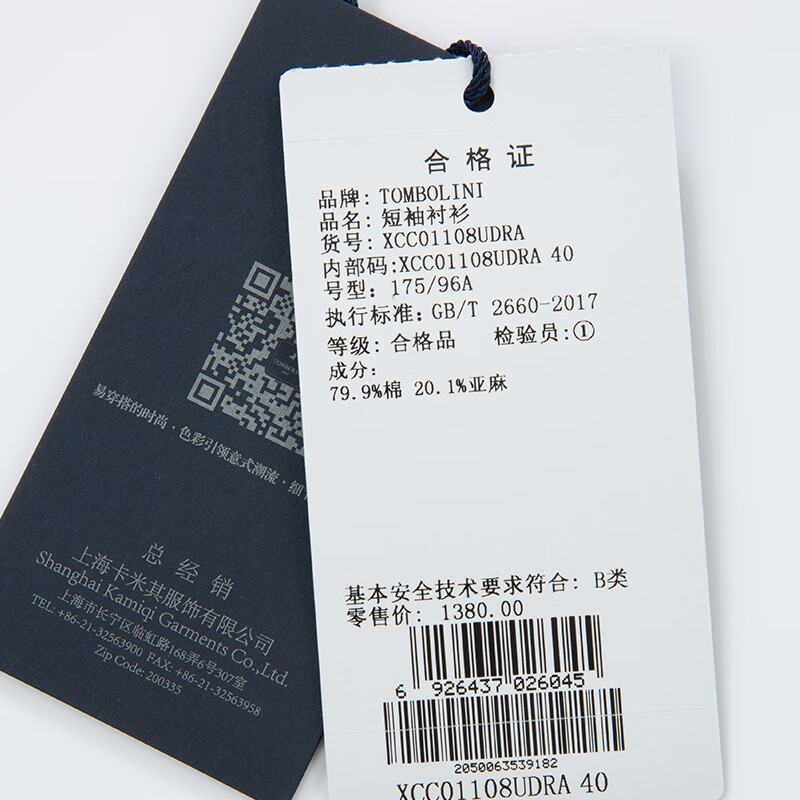 合格证
品牌: TOMBOLINI
品名: 短袖衬衫
货号: XCC01108UDRA
内部码:XCC01108UDRA 40
号型: 175/96A
执行标准: GB/T 2660-2017
等级: 合格品 检验员:①
成分:
79.9%棉 20.1%亚麻
基本安全技术要求符合: B类
零售价: 1380.00
6 926437 026045
2050063539182
XCC01108UDRA 40
TOMBOLINI
易穿搭的时尚·色彩引领意式潮流·细
总经销
上海卡米其服饰有限公司
Shanghai Kamiqi Garments Co.,Ltd.
上海市长宁区临虹路168弄6号307室
TEL: +86-21-32563900 FAX: +86-21-32563958
Zip Code: 200335